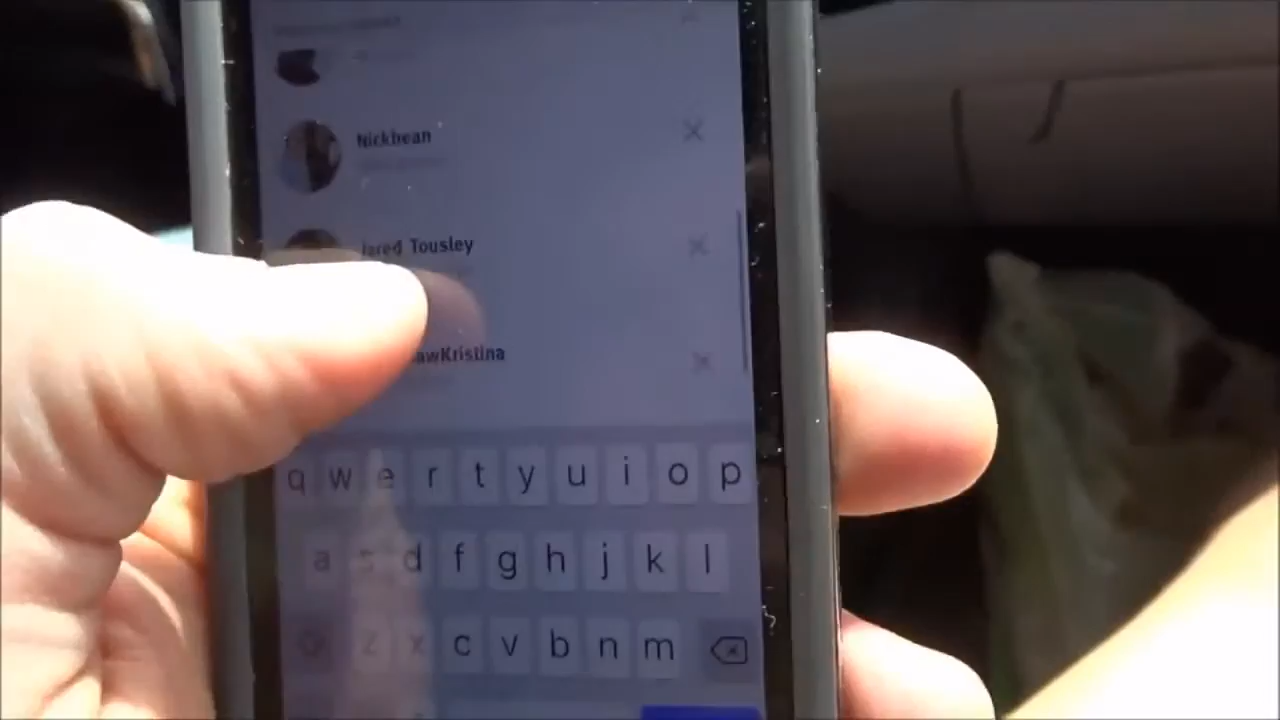 Nickbean
Jared Tousley
awKristina
q w e r t y u i o p
a s d f g h j k l
z x c v b n m